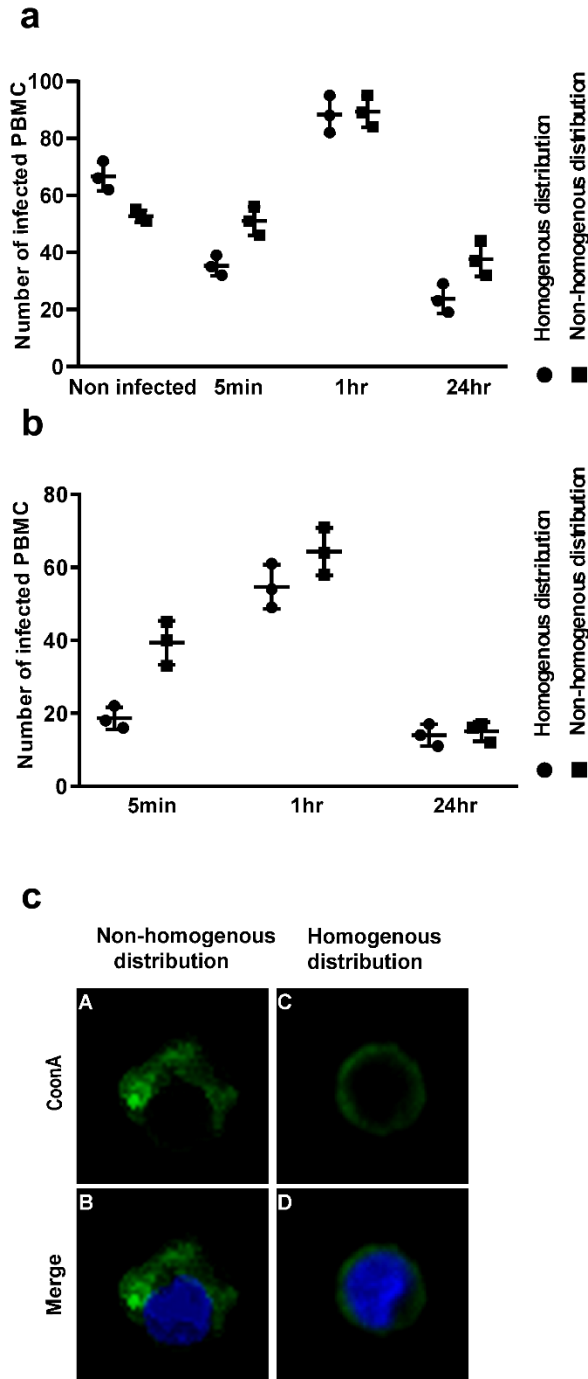 a
Number of infected PBMC
100
80
60
40
20
0
Non infected 5min 1hr 24hr
Homogenous distribution
Non-homogenous distribution
b
Number of infected PBMC
80
60
40
20
0
5min 1hr 24hr
Homogenous distribution
Non-homogenous distribution
c
Non-homogenous
distribution
Homogenous
distribution
CoonA
A
C
Merge
B
D